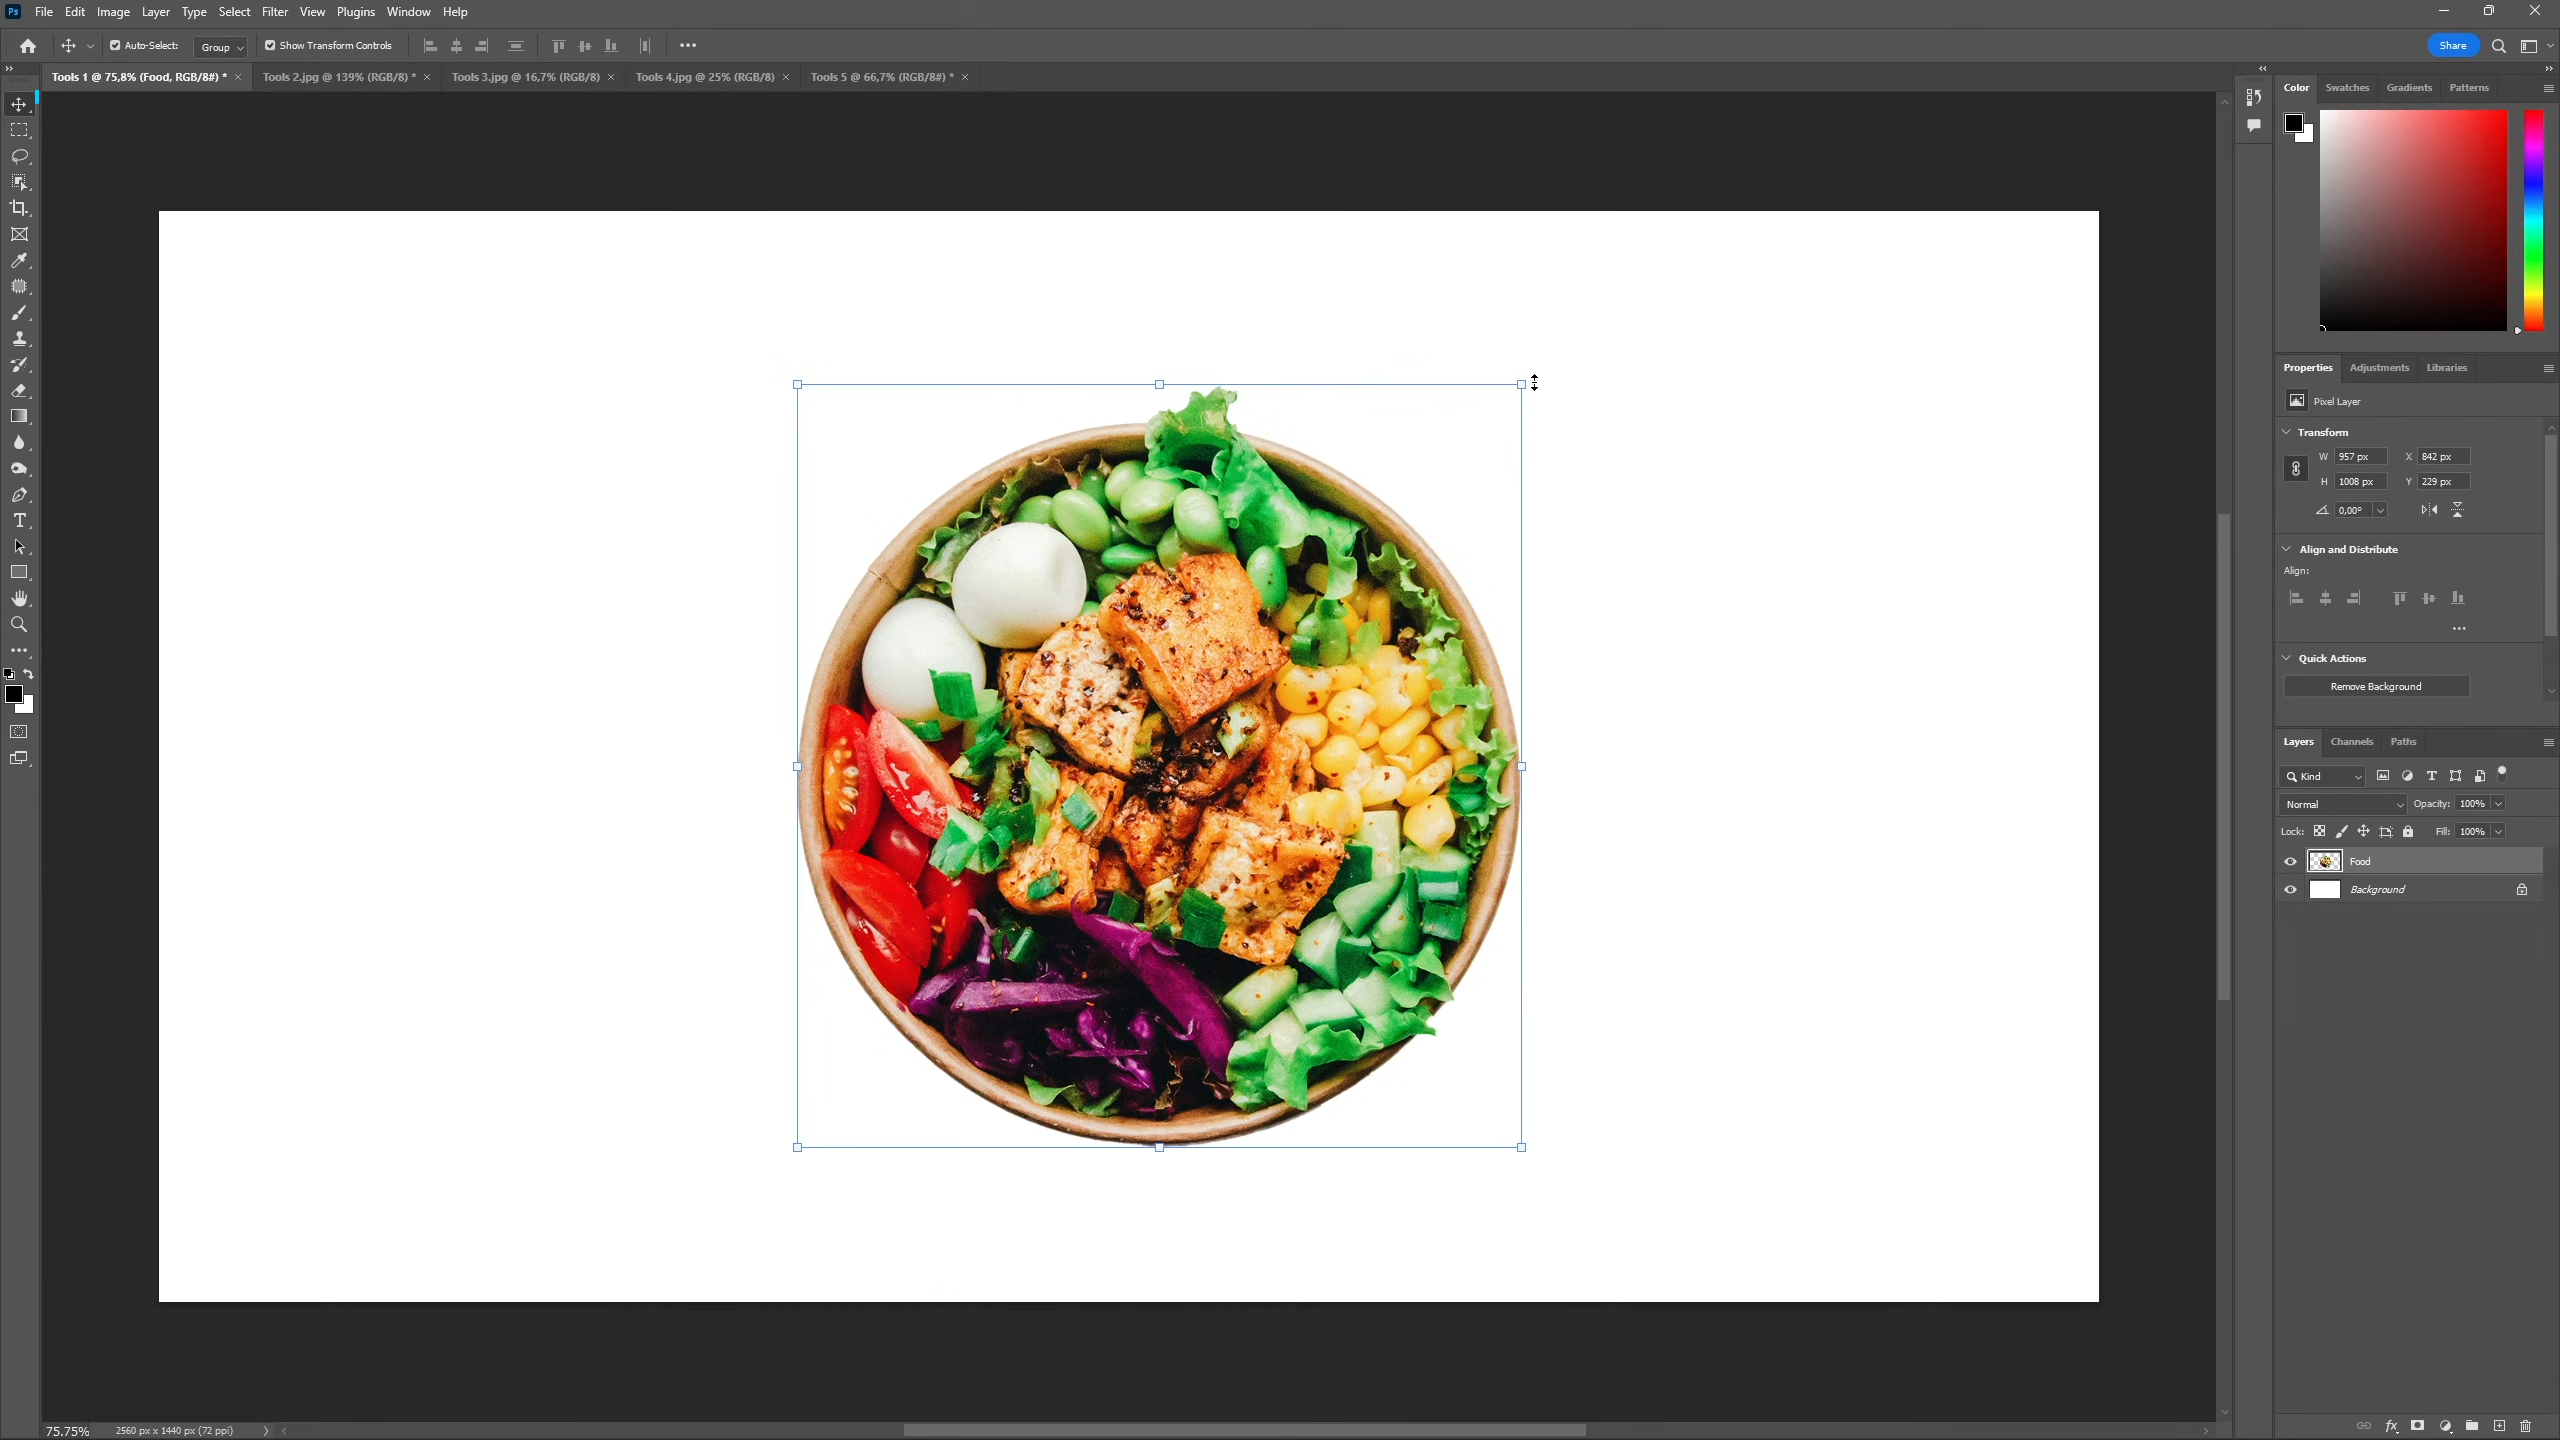 Ps File Edit Image Layer Type Select Filter View Plugins Window Help
Auto-Select: Group Show Transform Controls Share
Tools 1 @ 75,8% (Food, RGB/8#) * Tools 2.jpg @ 139% (RGB/8) * Tools 3.jpg @ 16,7% (RGB/8) Tools 4.jpg @ 25% (RGB/8) Tools 5 @ 66,7% (RGB/8#) *
Color Swatches Gradients Patterns
Properties Adjustments Libraries
Pixel Layer
Transform
W 957 px X 842 px
H 1008 px Y 229 px
0,00°
Align and Distribute
Align:
Quick Actions
Remove Background
Layers Channels Paths
Kind
Normal Opacity: 100%
Lock: Fill: 100%
Food
Background
75.75% 2560 px x 1440 px (72 ppi)